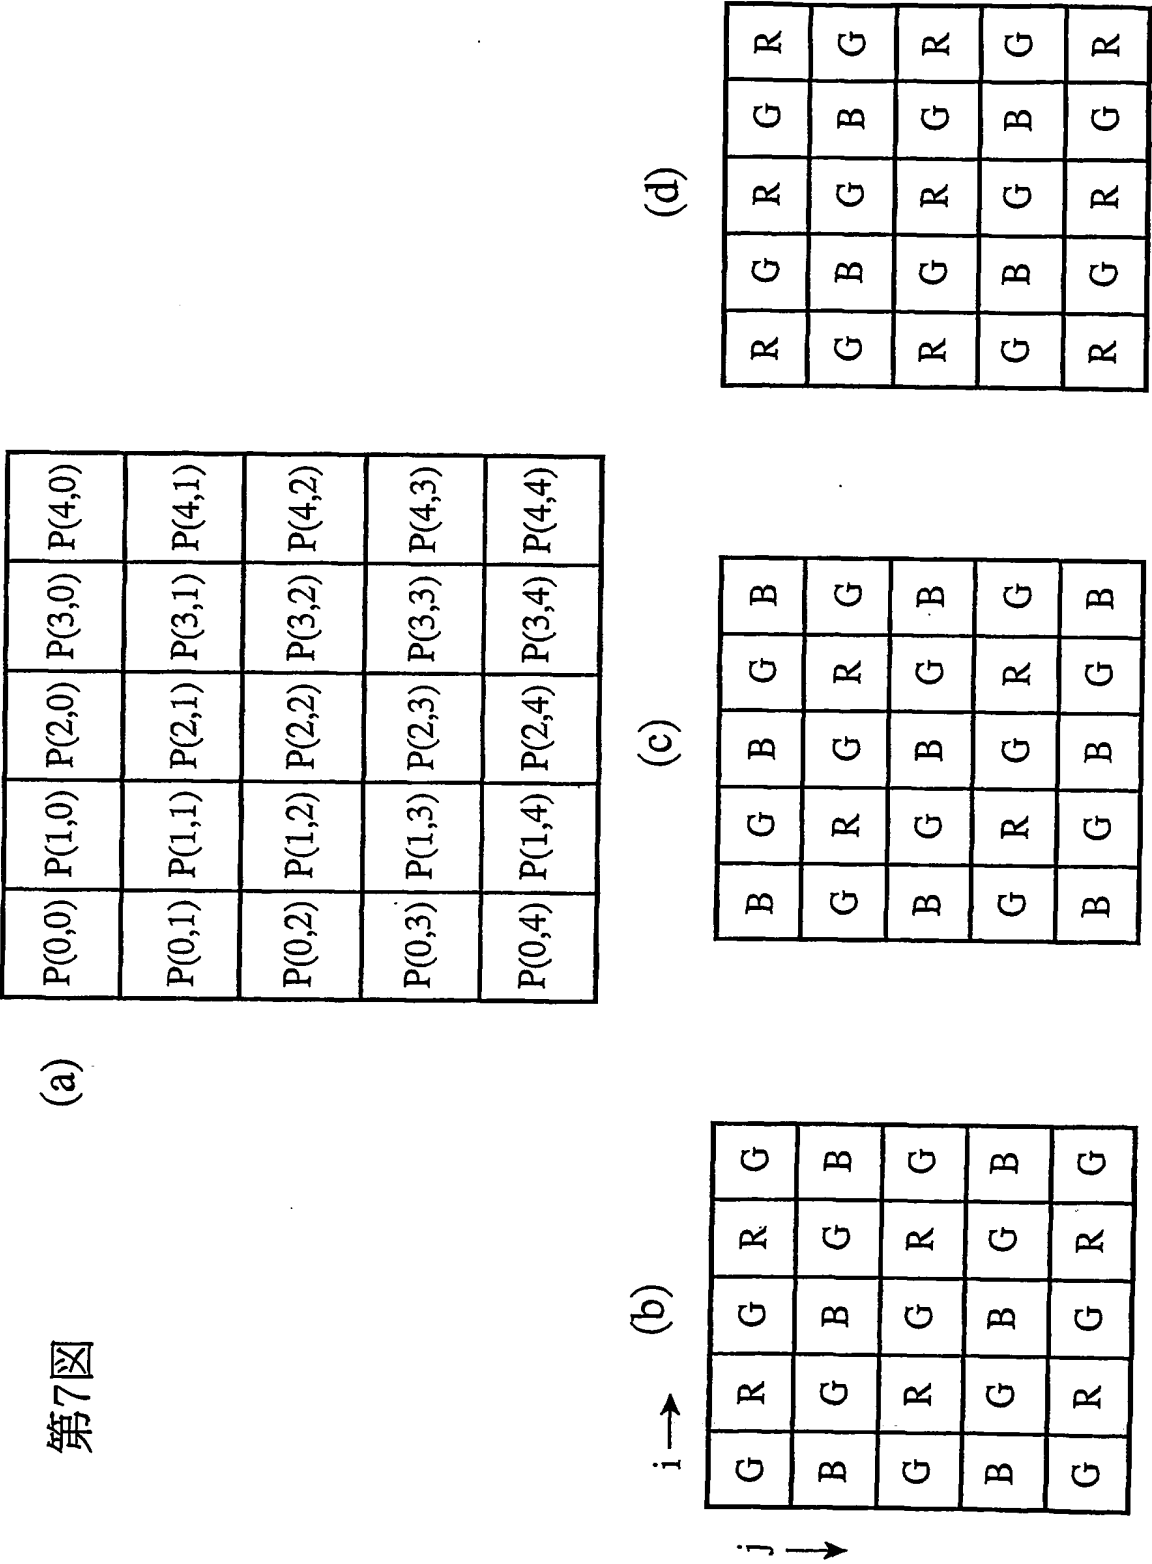 第7図
(a)
P(0,0) P(1,0) P(2,0) P(3,0) P(4,0)
P(0,1) P(1,1) P(2,1) P(3,1) P(4,1)
P(0,2) P(1,2) P(2,2) P(3,2) P(4,2)
P(0,3) P(1,3) P(2,3) P(3,3) P(4,3)
P(0,4) P(1,4) P(2,4) P(3,4) P(4,4)
(b)
i →
j →
G R G R G
B G B G B
G R G R G
B G B G B
G R G R G
(c)
B G B G B
G R G R G
B G B G B
G R G R G
B G B G B
(d)
R G R G R
G B G B G
R G R G R
G B G B G
R G R G R